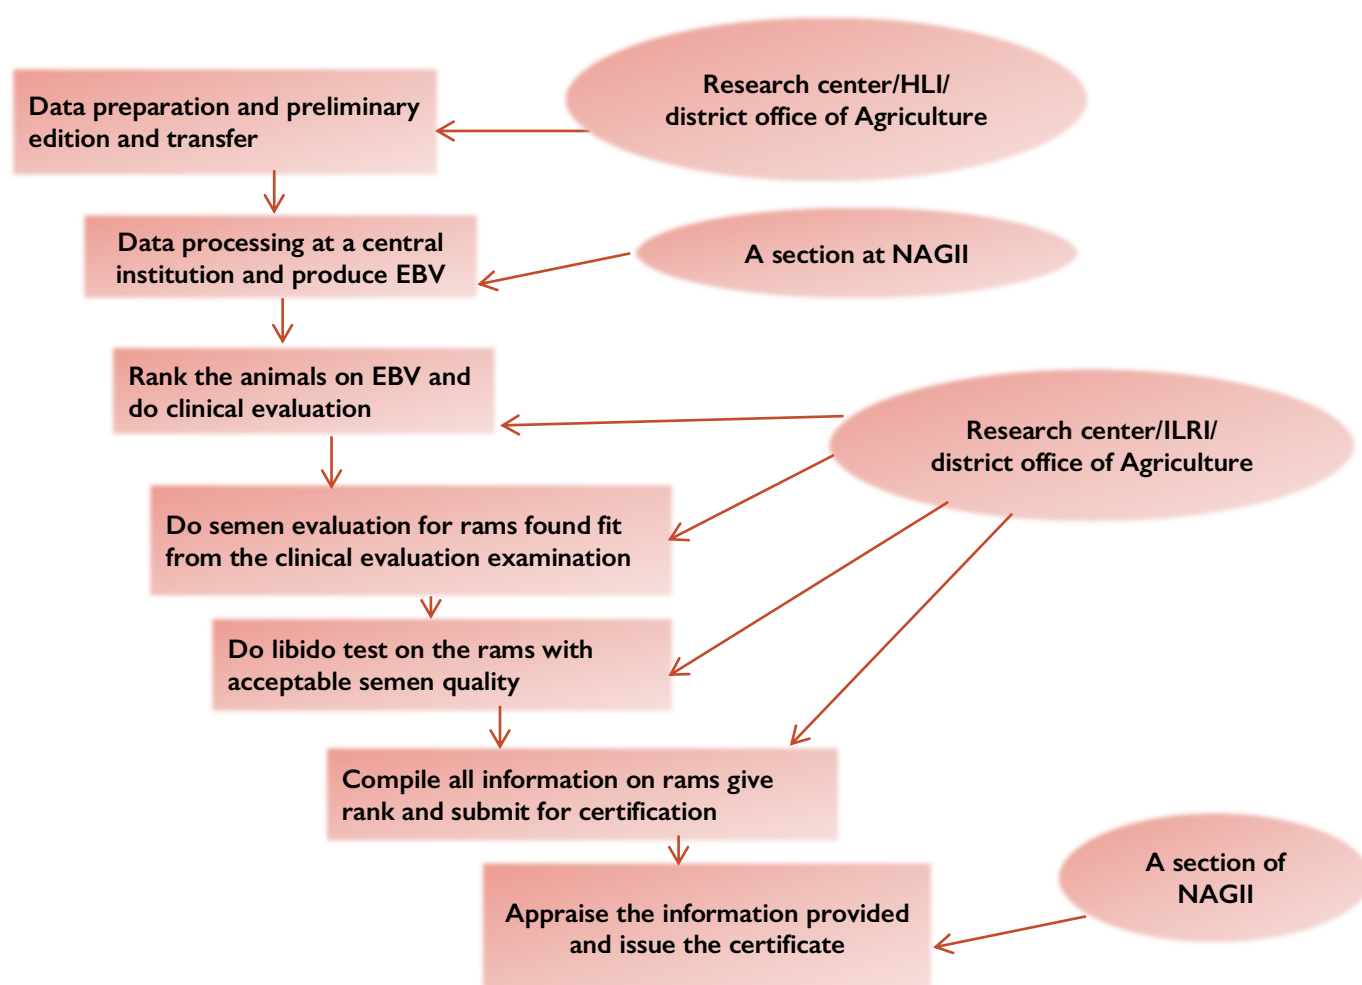 Research center/HLI/
district office of Agriculture
Data preparation and preliminary
edition and transfer
Data processing at a central
institution and produce EBV
A section at NAGII
Rank the animals on EBV and
do clinical evaluation
Research center/ILRI/
district office of Agriculture
Do semen evaluation for rams found fit
from the clinical evaluation examination
Do libido test on the rams with
acceptable semen quality
Compile all information on rams give
rank and submit for certification
A section of
NAGII
Appraise the information provided
and issue the certificate